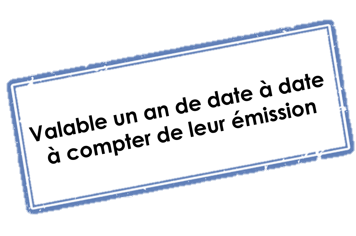 Valable un an de date à date
à compter de leur émission